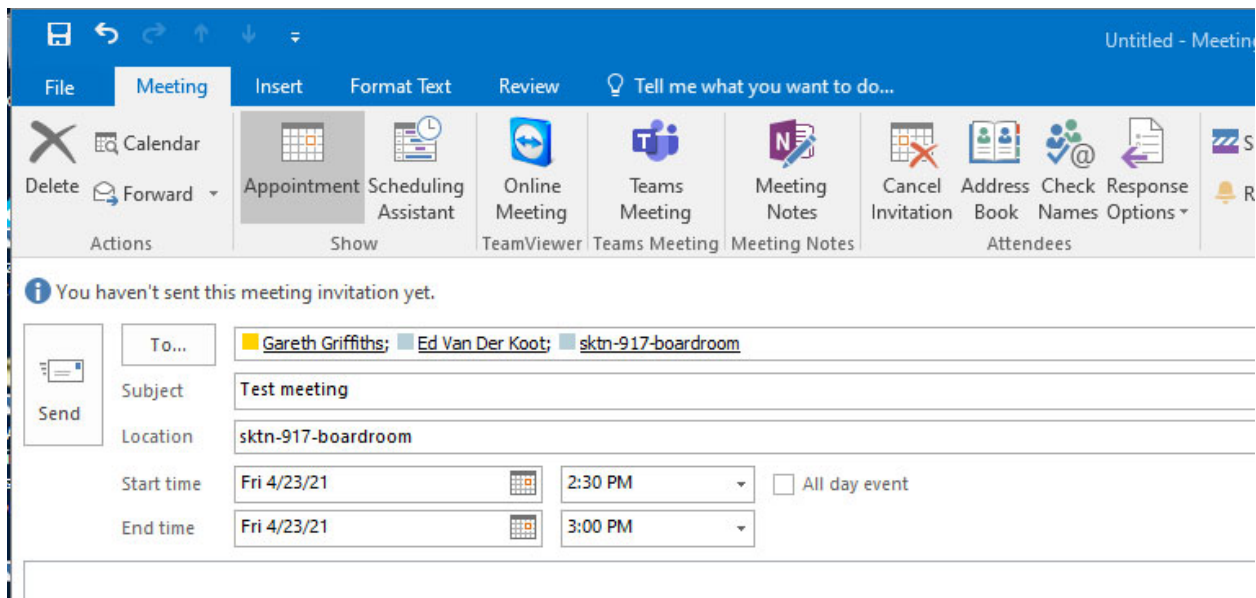 Untitled - Meeting
File Meeting Insert Format Text Review Tell me what you want to do...
Delete
Calendar
Forward
Actions
Appointment
Scheduling
Assistant
Show
Online
Meeting
TeamViewer
Teams
Meeting
Teams Meeting
Meeting
Notes
Meeting Notes
Cancel
Invitation
Address
Book
Check
Names
Response
Options
Attendees
You haven't sent this meeting invitation yet.
Send
To... Gareth Griffiths; Ed Van Der Koot; sktn-917-boardroom
Subject Test meeting
Location sktn-917-boardroom
Start time Fri 4/23/21 2:30 PM All day event
End time Fri 4/23/21 3:00 PM